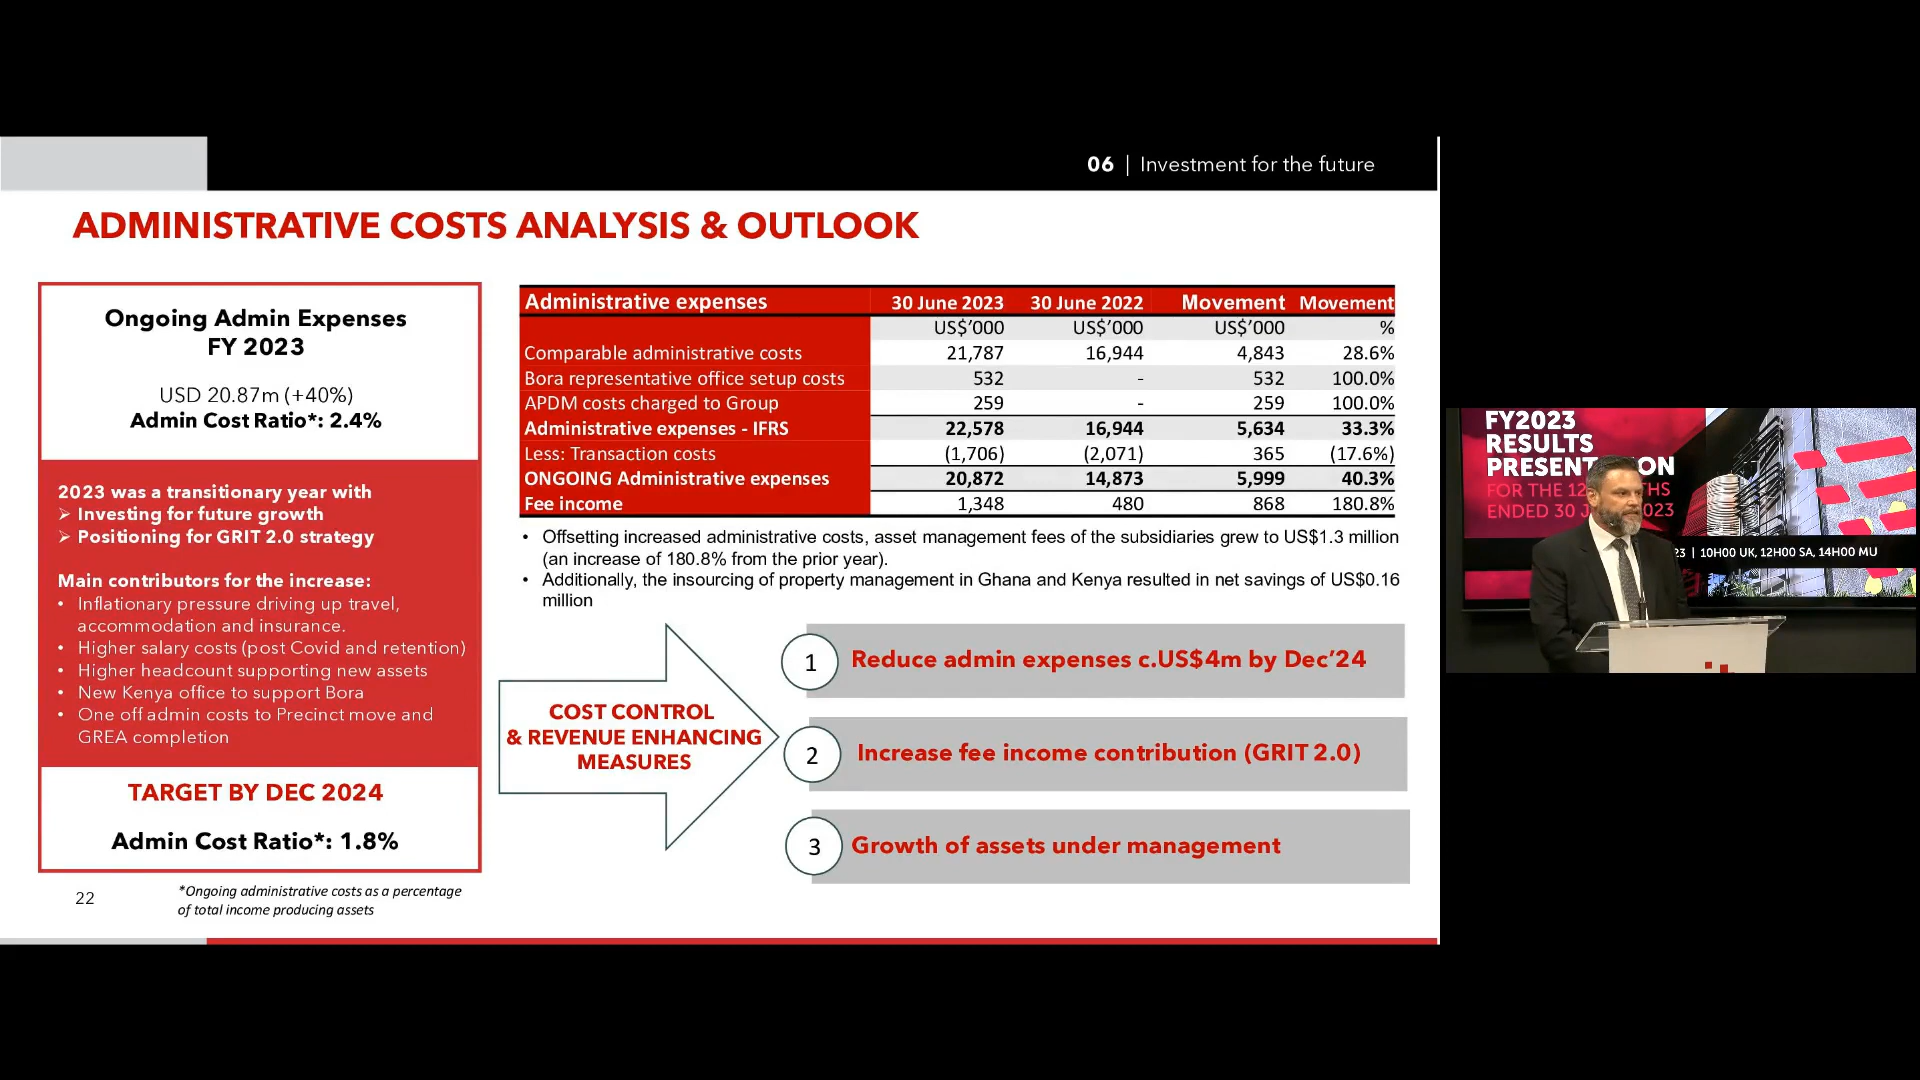 06 | Investment for the future
ADMINISTRATIVE COSTS ANALYSIS & OUTLOOK
Ongoing Admin Expenses
FY 2023
USD 20.87m (+40%)
Admin Cost Ratio*: 2.4%
2023 was a transitionary year with
➢ Investing for future growth
➢ Positioning for GRIT 2.0 strategy
Main contributors for the increase:
• Inflationary pressure driving up travel,
accommodation and insurance.
• Higher salary costs (post Covid and retention)
• Higher headcount supporting new assets
• New Kenya office to support Bora
• One off admin costs to Precinct move and
GREA completion
TARGET BY DEC 2024
Admin Cost Ratio*: 1.8%
22
*Ongoing administrative costs as a percentage
of total income producing assets
Administrative expenses 30 June 2023 30 June 2022 Movement Movement
US$'000 US$'000 US$'000 %
Comparable administrative costs 21,787 16,944 4,843 28.6%
Bora representative office setup costs 532 - 532 100.0%
APDM costs charged to Group 259 - 259 100.0%
Administrative expenses - IFRS 22,578 16,944 5,634 33.3%
Less: Transaction costs (1,706) (2,071) 365 (17.6%)
ONGOING Administrative expenses 20,872 14,873 5,999 40.3%
Fee income 1,348 480 868 180.8%
• Offsetting increased administrative costs, asset management fees of the subsidiaries grew to US$1.3 million
(an increase of 180.8% from the prior year).
• Additionally, the insourcing of property management in Ghana and Kenya resulted in net savings of US$0.16
million
COST CONTROL
& REVENUE ENHANCING
MEASURES
1 Reduce admin expenses c.US$4m by Dec'24
2 Increase fee income contribution (GRIT 2.0)
3 Growth of assets under management
FY2023
RESULTS
PRESENT ON
FOR THE 12 THS
ENDED 30 J 2023
23 | 10H00 UK, 12H00 SA, 14H00 MU